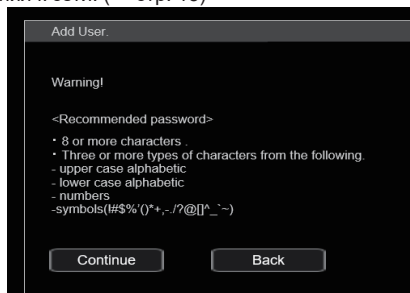 Add User.
Warning!
<Recommended password>
・8 or more characters .
・Three or more types of characters from the following.
- upper case alphabetic
- lower case alphabetic
- numbers
-symbols(!#$%'()*+,-./?@[]^_`~)
Continue
Back